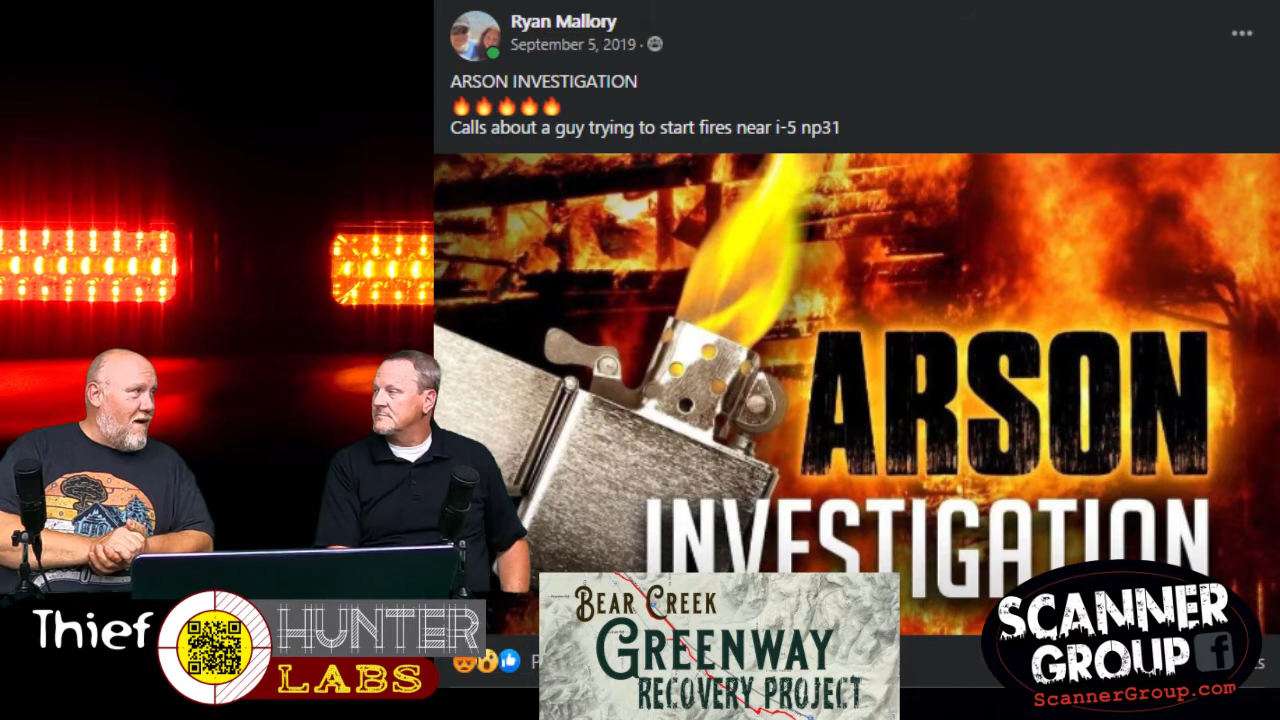 Ryan Mallory
September 5, 2019 ·
ARSON INVESTIGATION
🔥🔥🔥🔥🔥
Calls about a guy trying to start fires near i-5 np31
ARSON
INVESTIGATION
Thief
HUNTER
LABS
BEAR CREEK
GREENWAY
RECOVERY PROJECT
SCANNER
GROUP f
ScannerGroup.com